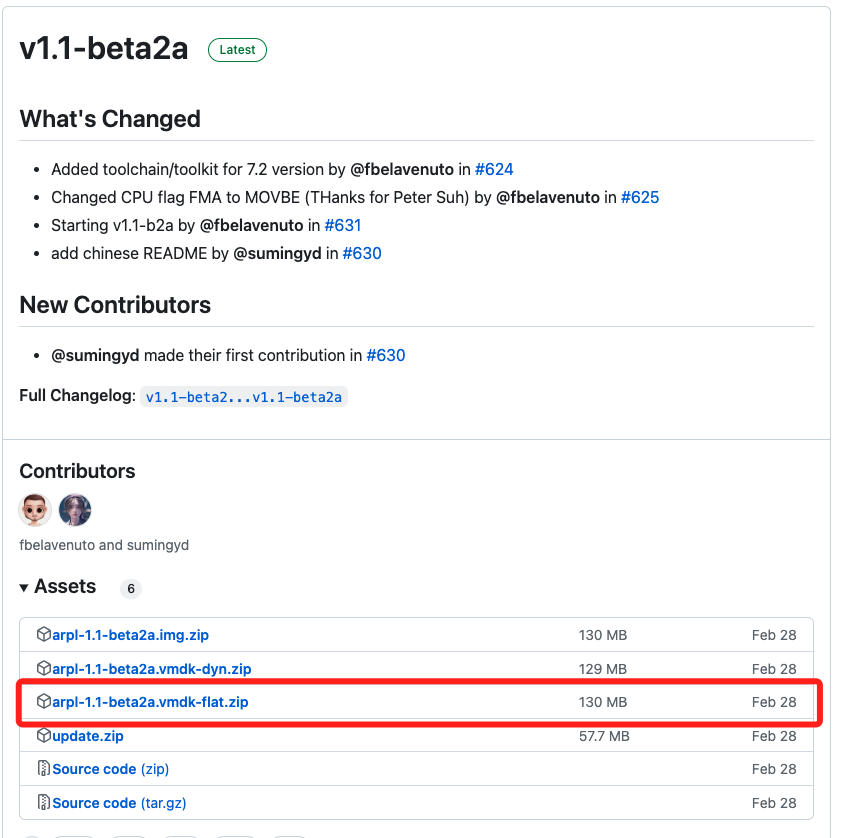 v1.1-beta2a Latest
What's Changed
Added toolchain/toolkit for 7.2 version by @fbelavenuto in #624
Changed CPU flag FMA to MOVBE (THanks for Peter Suh) by @fbelavenuto in #625
Starting v1.1-b2a by @fbelavenuto in #631
add chinese README by @sumingyd in #630
New Contributors
@sumingyd made their first contribution in #630
Full Changelog: v1.1-beta2...v1.1-beta2a
Contributors
fbelavenuto and sumingyd
Assets 6
arpl-1.1-beta2a.img.zip 130 MB Feb 28
arpl-1.1-beta2a.vmdk-dyn.zip 129 MB Feb 28
arpl-1.1-beta2a.vmdk-flat.zip 130 MB Feb 28
update.zip 57.7 MB Feb 28
Source code (zip) Feb 28
Source code (tar.gz) Feb 28